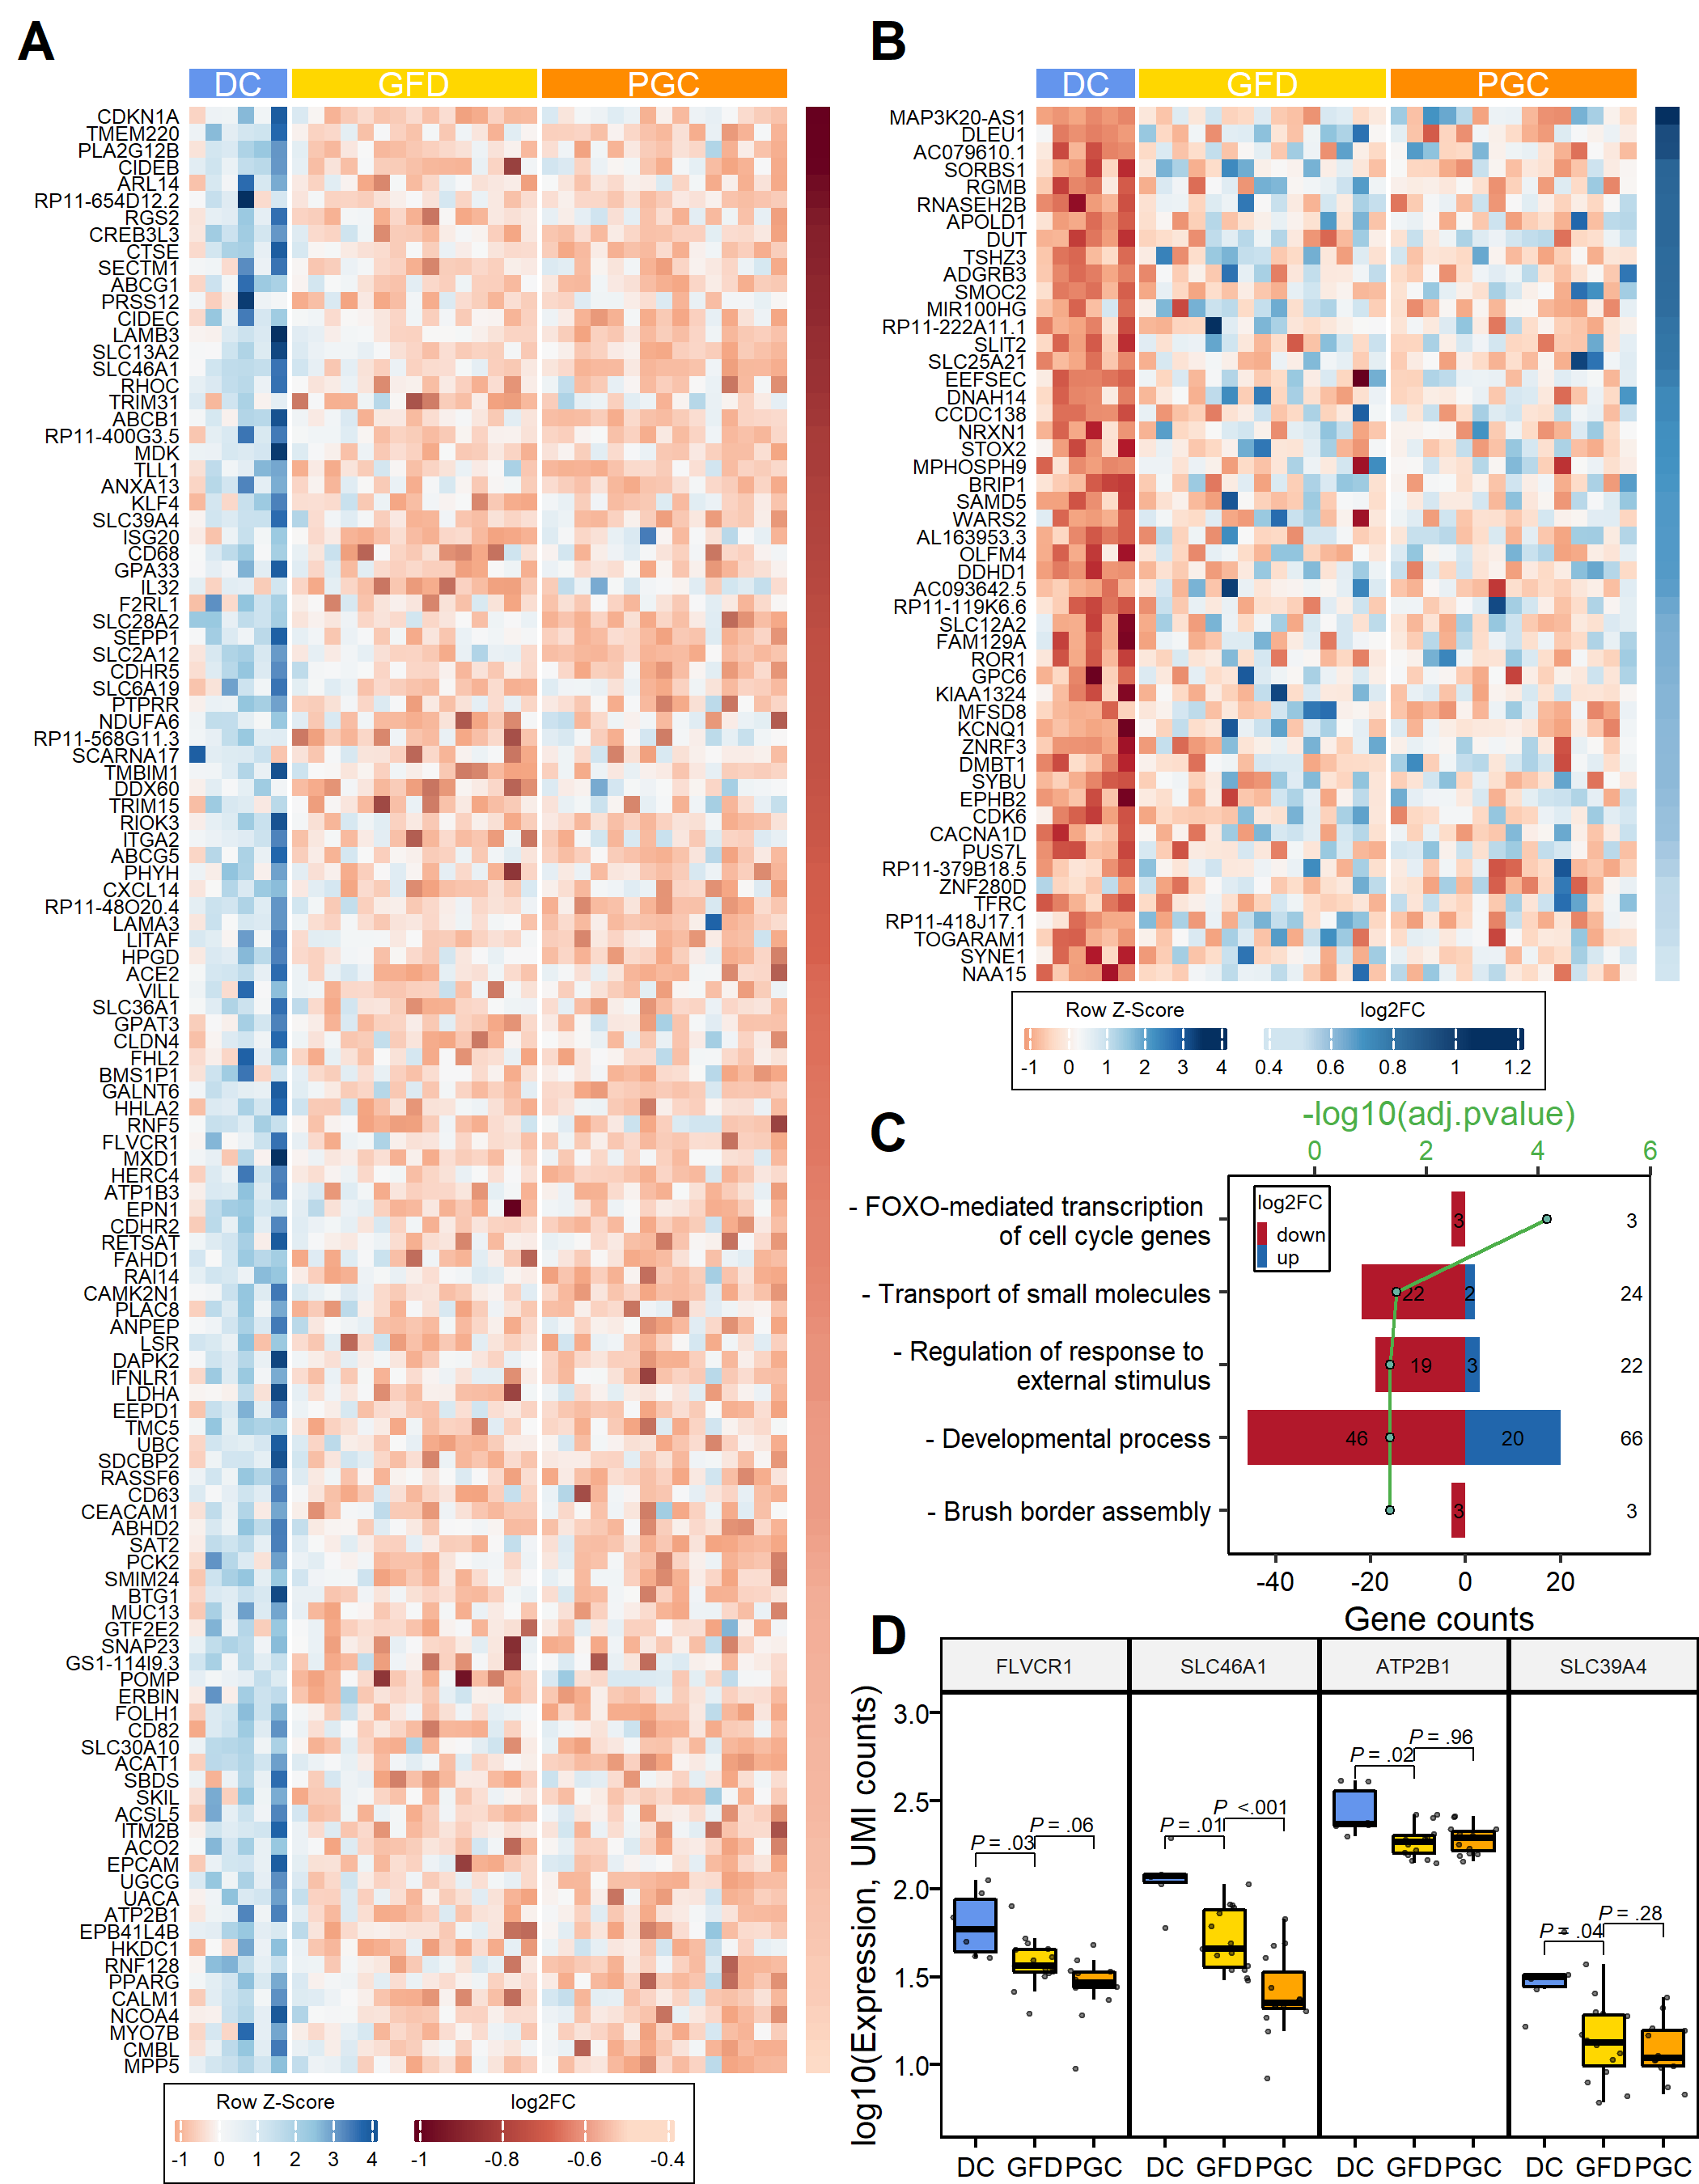 A
DC GFD PGC
CDKN1A
TMEM220
PLA2G12B
CIDEB
ARL14
RP11-654D12.2
RGS2
CREB3L3
CTSE
SECTM1
ABCG1
PRSS12
CIDEC
LAMB3
SLC13A2
SLC46A1
RHOC
TRIM31
ABCB1
RP11-400G3.5
MDK
TLL1
ANXA13
KLF4
SLC39A4
ISG20
CD68
GPA33
IL32
F2RL1
SLC28A2
SEPP1
SLC2A12
CDHR5
SLC6A19
PTPRR
NDUFA6
RP11-568G11.3
SCARNA17
TMBIM1
DDX60
TRIM15
RIOK3
ITGA2
ABCG5
PHYH
CXCL14
RP11-48O20.4
LAMA3
LITAF
HPGD
ACE2
VILL
SLC36A1
GPAT3
CLDN4
FHL2
BMS1P1
GALNT6
HHLA2
RNF5
FLVCR1
MXD1
HERC4
ATP1B3
EPN1
CDHR2
RETSAT
FAHD1
RAI14
CAMK2N1
PLAC8
ANPEP
LSR
DAPK2
IFNLR1
LDHA
EEPD1
TMC5
UBC
SDCBP2
RASSF6
CD63
CEACAM1
ABHD2
SAT2
PCK2
SMIM24
BTG1
MUC13
GTF2E2
SNAP23
GS1-114I9.3
POMP
ERBIN
FOLH1
CD82
SLC30A10
ACAT1
SBDS
SKIL
ACSL5
ITM2B
ACO2
EPCAM
UGCG
UACA
ATP2B1
EPB41L4B
HKDC1
RNF128
PPARG
CALM1
NCOA4
MYO7B
CMBL
MPP5
Row Z-Score log2FC
-1 0 1 2 3 4 -1 -0.8 -0.6 -0.4
B
DC GFD PGC
MAP3K20-AS1
DLEU1
AC079610.1
SORBS1
RGMB
RNASEH2B
APOLD1
DUT
TSHZ3
ADGRB3
SMOC2
MIR100HG
RP11-222A11.1
SLIT2
SLC25A21
EEFSEC
DNAH14
CCDC138
NRXN1
STOX2
MPHOSPH9
BRIP1
SAMD5
WARS2
AL163953.3
OLFM4
DDHD1
AC093642.5
RP11-119K6.6
SLC12A2
FAM129A
ROR1
GPC6
KIAA1324
MFSD8
KCNQ1
ZNRF3
DMBT1
SYBU
EPHB2
CDK6
CACNA1D
PUS7L
RP11-379B18.5
ZNF280D
TFRC
RP11-418J17.1
TOGARAM1
SYNE1
NAA15
Row Z-Score log2FC
-1 0 1 2 3 4 0.4 0.6 0.8 1 1.2
C
-log10(adj.pvalue)
0 2 4 6
log2FC
down
up
- FOXO-mediated transcription
of cell cycle genes
3 3
- Transport of small molecules
22 2 24
- Regulation of response to
external stimulus
19 3 22
- Developmental process
46 20 66
- Brush border assembly
3 3
-40 -20 0 20
Gene counts
D
FLVCR1 SLC46A1 ATP2B1 SLC39A4
log10(Expression, UMI counts)
3.0
2.5
2.0
1.5
1.0
P = .03 P = .06
P = .01 P <.001
P = .02 P = .96
P = .04 P = .28
DC GFD PGC DC GFD PGC DC GFD PGC DC GFD PGC